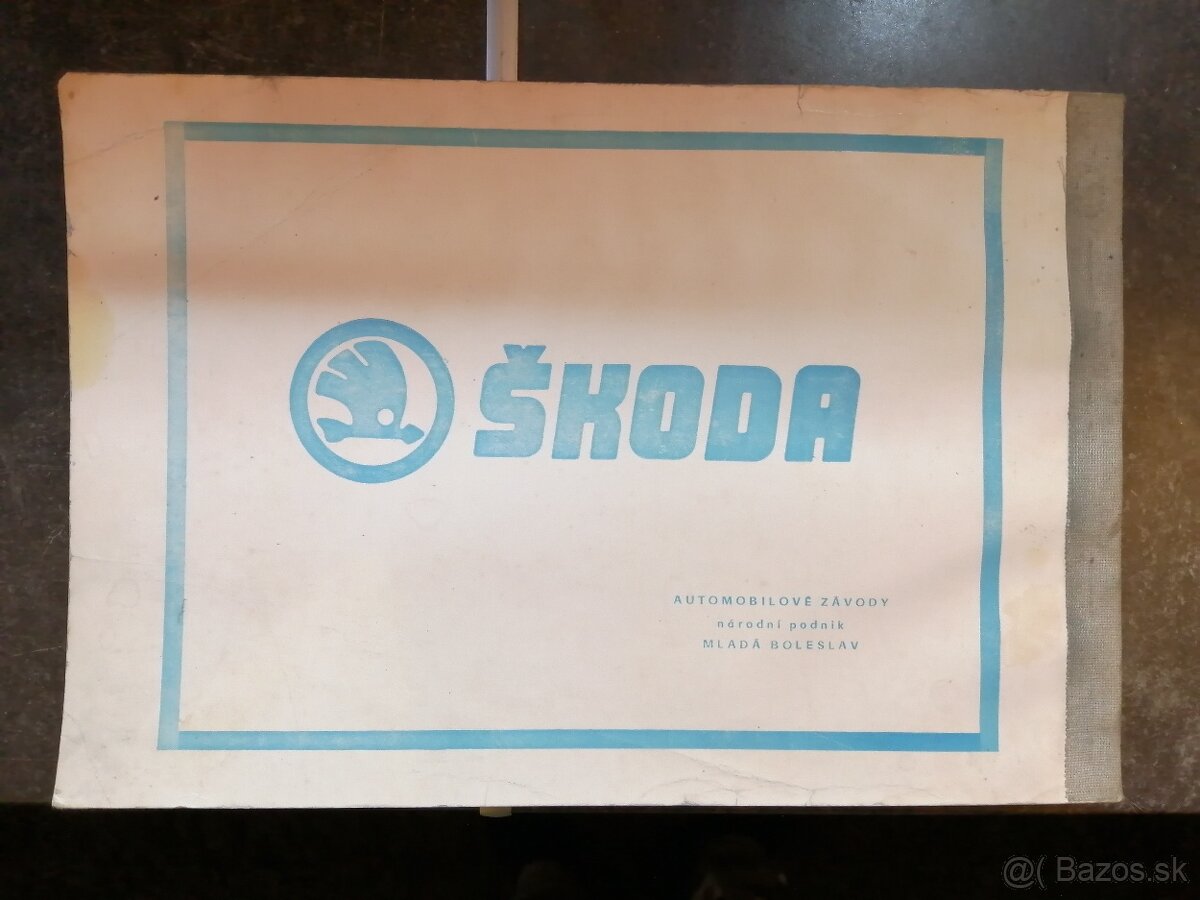 ŠKODA
AUTOMOBILOVÉ ZÁVODY
národní podnik
MLADÁ BOLESLAV
@( Bazos.sk